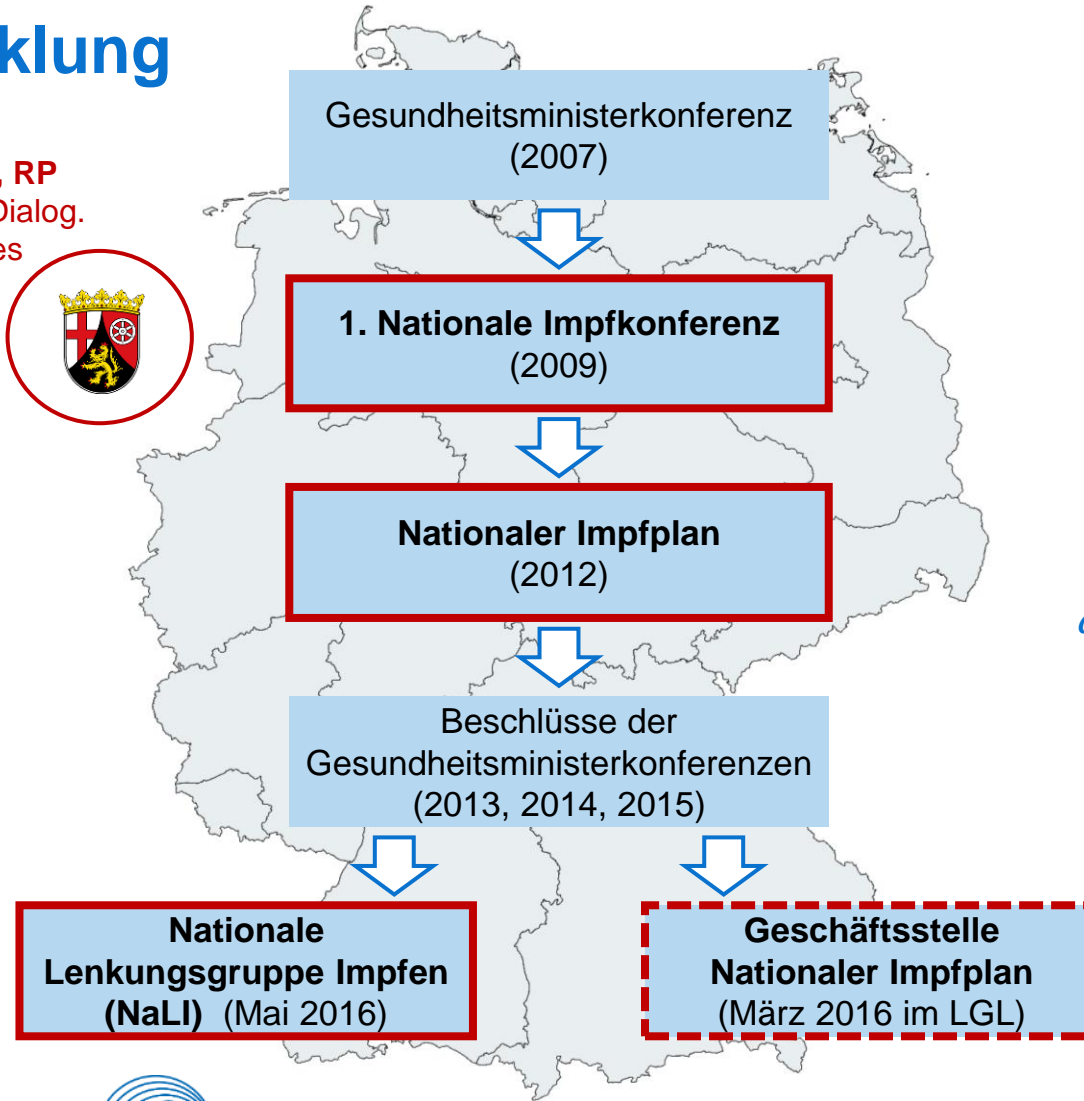 klung
, RP
Dialog.
es
Gesundheitsministerkonferenz
(2007)
1. Nationale Impfkonferenz
(2009)
Nationaler Impfplan
(2012)
Beschlüsse der
Gesundheitsministerkonferenzen
(2013, 2014, 2015)
Nationale
Lenkungsgruppe Impfen
(NaLI) (Mai 2016)
Geschäftsstelle
Nationaler Impfplan
(März 2016 im LGL)